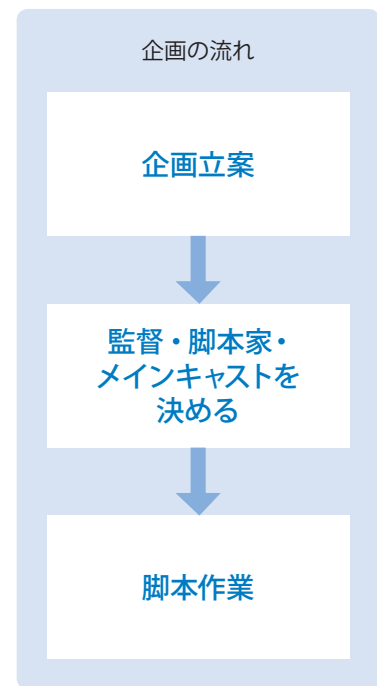 企画の流れ
企画立案
監督・脚本家・
メインキャストを
決める
脚本作業